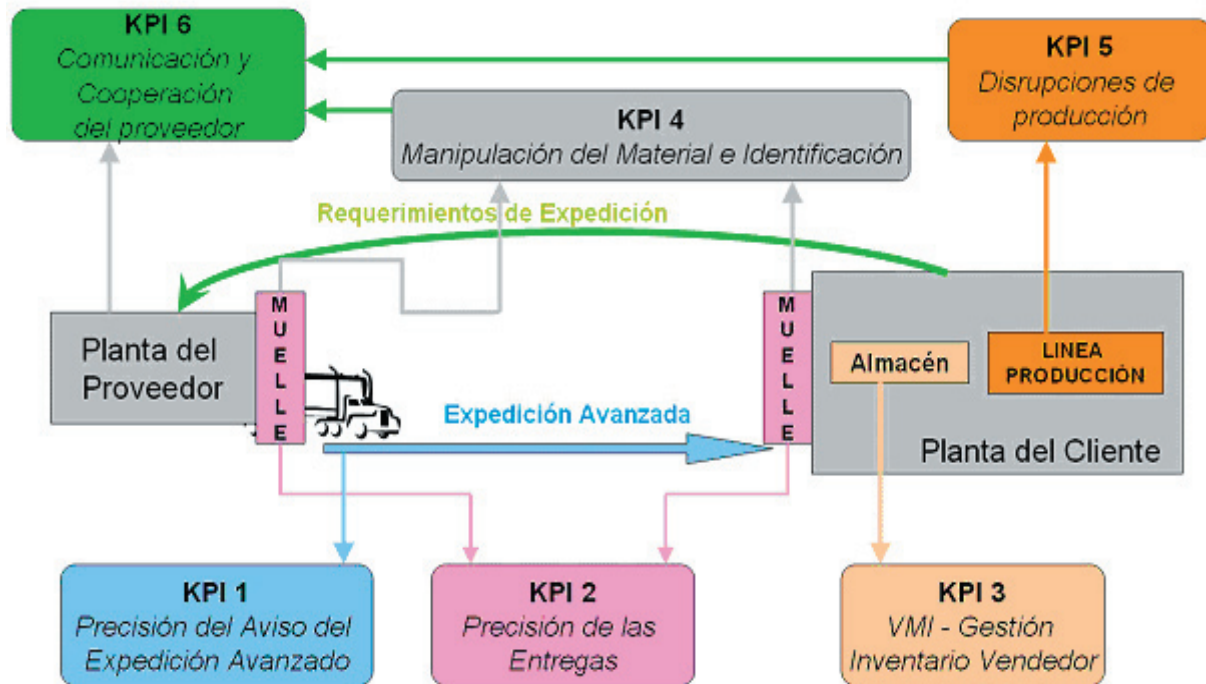 KPI 6
Comunicación y
Cooperación
del proveedor
KPI 5
Disrupciones de
producción
KPI 4
Manipulación del Material e Identificación
Requerimientos de Expedición
Planta del
Proveedor
MUELLE
MUELLE
Almacén
LINEA
PRODUCCIÓN
Expedición Avanzada
Planta del Cliente
KPI 1
Precisión del Aviso del
Expedición Avanzado
KPI 2
Precisión de las
Entregas
KPI 3
VMI - Gestión
Inventario Vendedor